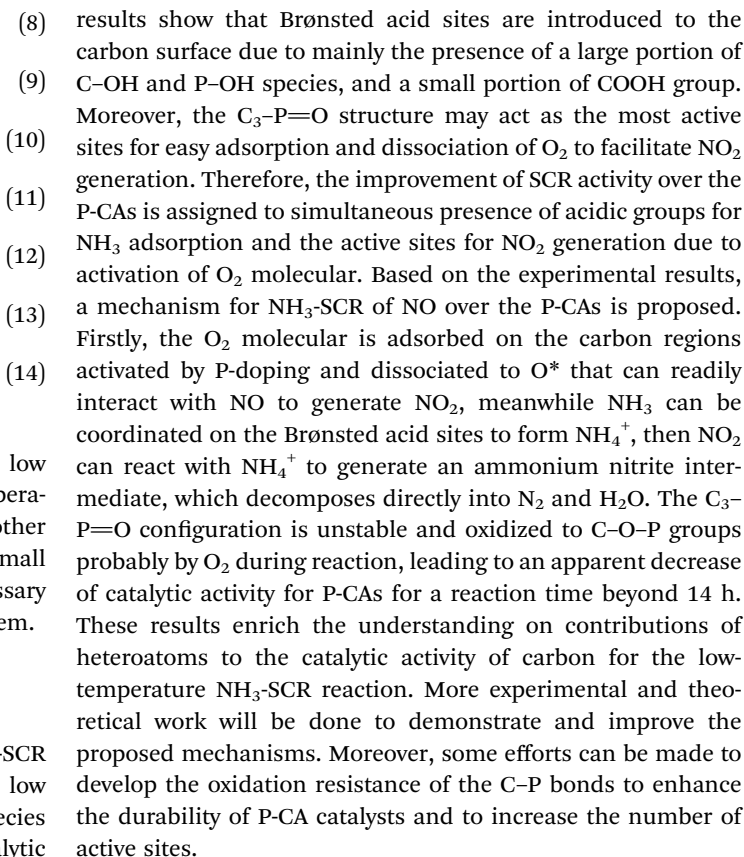 (8)
(9)
(10)
(11)
(12)
(13)
(14)
low
other
-SCR
low
results show that Brønsted acid sites are introduced to the
carbon surface due to mainly the presence of a large portion of
C–OH and P–OH species, and a small portion of COOH group.
Moreover, the C₃–P═O structure may act as the most active
sites for easy adsorption and dissociation of O₂ to facilitate NO₂
generation. Therefore, the improvement of SCR activity over the
P-CAs is assigned to simultaneous presence of acidic groups for
NH₃ adsorption and the active sites for NO₂ generation due to
activation of O₂ molecular. Based on the experimental results,
a mechanism for NH₃-SCR of NO over the P-CAs is proposed.
Firstly, the O₂ molecular is adsorbed on the carbon regions
activated by P-doping and dissociated to O* that can readily
interact with NO to generate NO₂, meanwhile NH₃ can be
coordinated on the Brønsted acid sites to form NH₄⁺, then NO₂
can react with NH₄⁺ to generate an ammonium nitrite inter-
mediate, which decomposes directly into N₂ and H₂O. The C₃–
P═O configuration is unstable and oxidized to C–O–P groups
probably by O₂ during reaction, leading to an apparent decrease
of catalytic activity for P-CAs for a reaction time beyond 14 h.
These results enrich the understanding on contributions of
heteroatoms to the catalytic activity of carbon for the low-
temperature NH₃-SCR reaction. More experimental and theo-
retical work will be done to demonstrate and improve the
proposed mechanisms. Moreover, some efforts can be made to
develop the oxidation resistance of the C–P bonds to enhance
the durability of P-CA catalysts and to increase the number of
active sites.